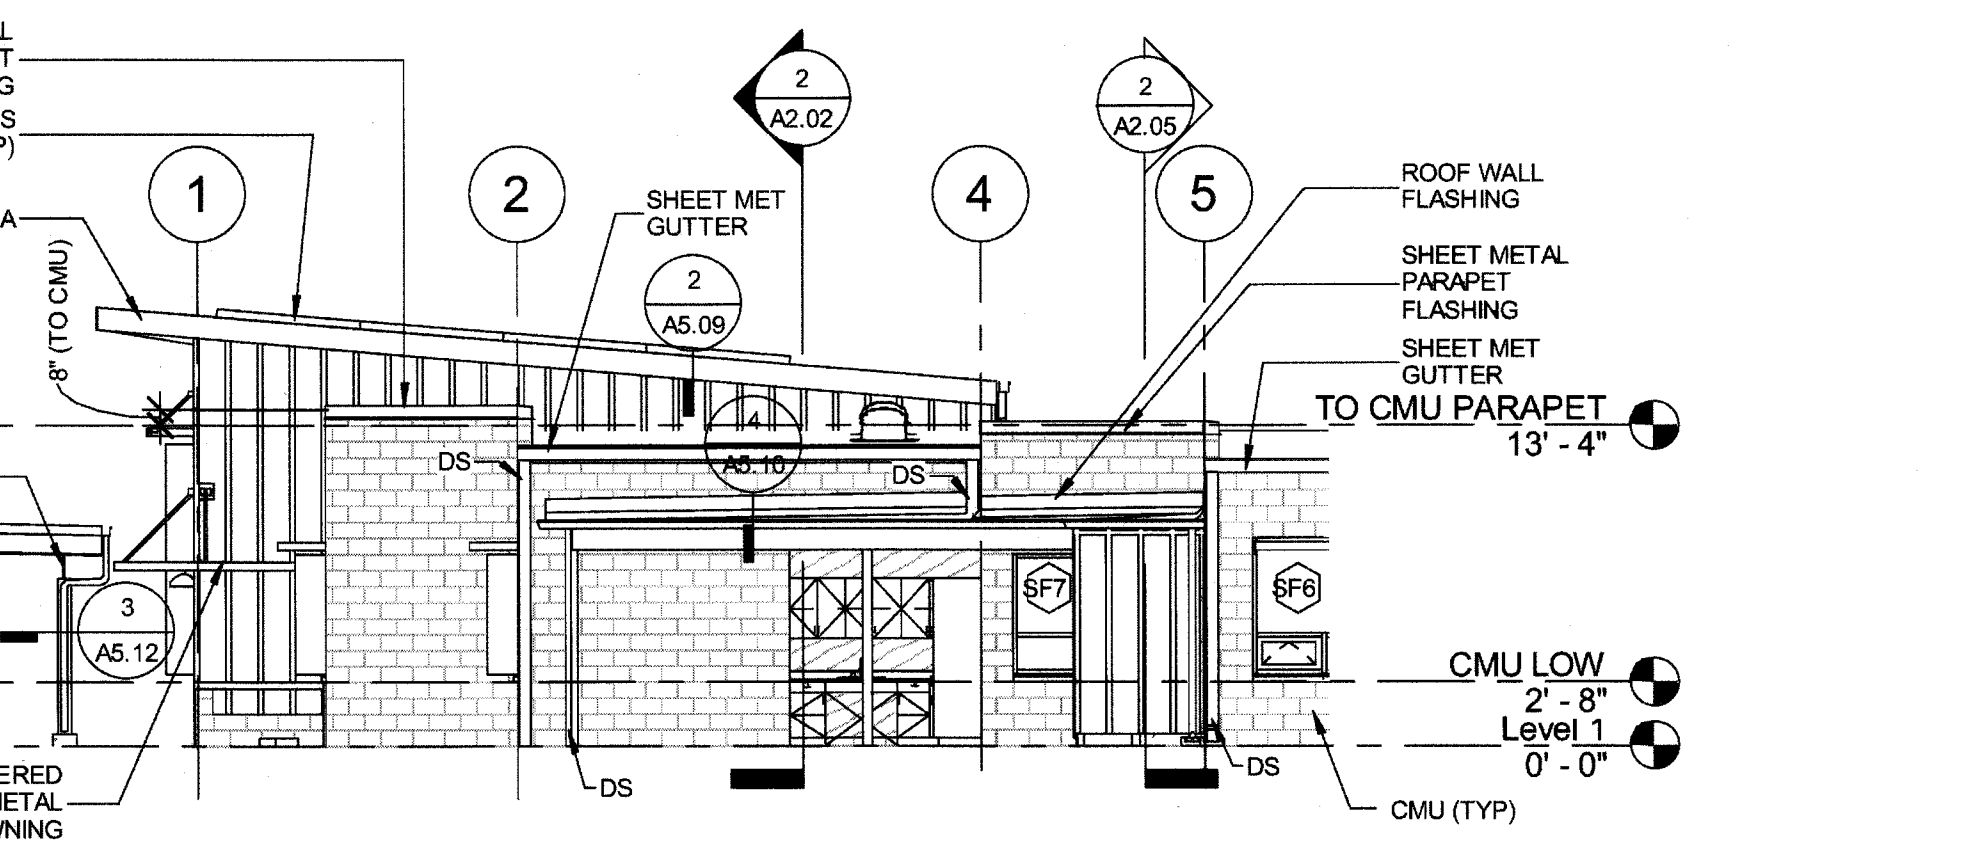 AL
T
G
S
P)
A
8" (TO CMU)
1
2
SHEET MET
GUTTER
2
A5.09
2
A2.02
4
2
A2.05
5
ROOF WALL
FLASHING
SHEET METAL
PARAPET
FLASHING
SHEET MET
GUTTER
TO CMU PARAPET
13' - 4"
DS
4
A5.10
DS
3
A5.12
SF7
SF6
CMU LOW
2' - 8"
Level 1
0' - 0"
ERED
METAL
WNING
DS
DS
CMU (TYP)